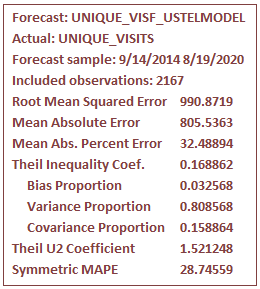 Forecast: UNIQUE_VISF_USTELMODEL
Actual: UNIQUE_VISITS
Forecast sample: 9/14/2014 8/19/2020
Included observations: 2167
Root Mean Squared Error 990.8719
Mean Absolute Error 805.5363
Mean Abs. Percent Error 32.48894
Theil Inequality Coef. 0.168862
Bias Proportion 0.032568
Variance Proportion 0.808568
Covariance Proportion 0.158864
Theil U2 Coefficient 1.521248
Symmetric MAPE 28.74559